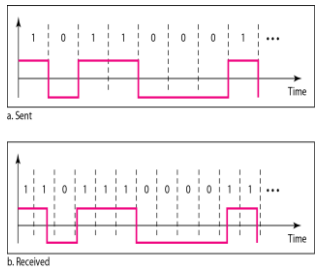 1 0 1 1 0 0 0 1 •••
Time
a. Sent
1 1 0 1 1 1 0 0 0 0 1 1 •••
Time
b. Received